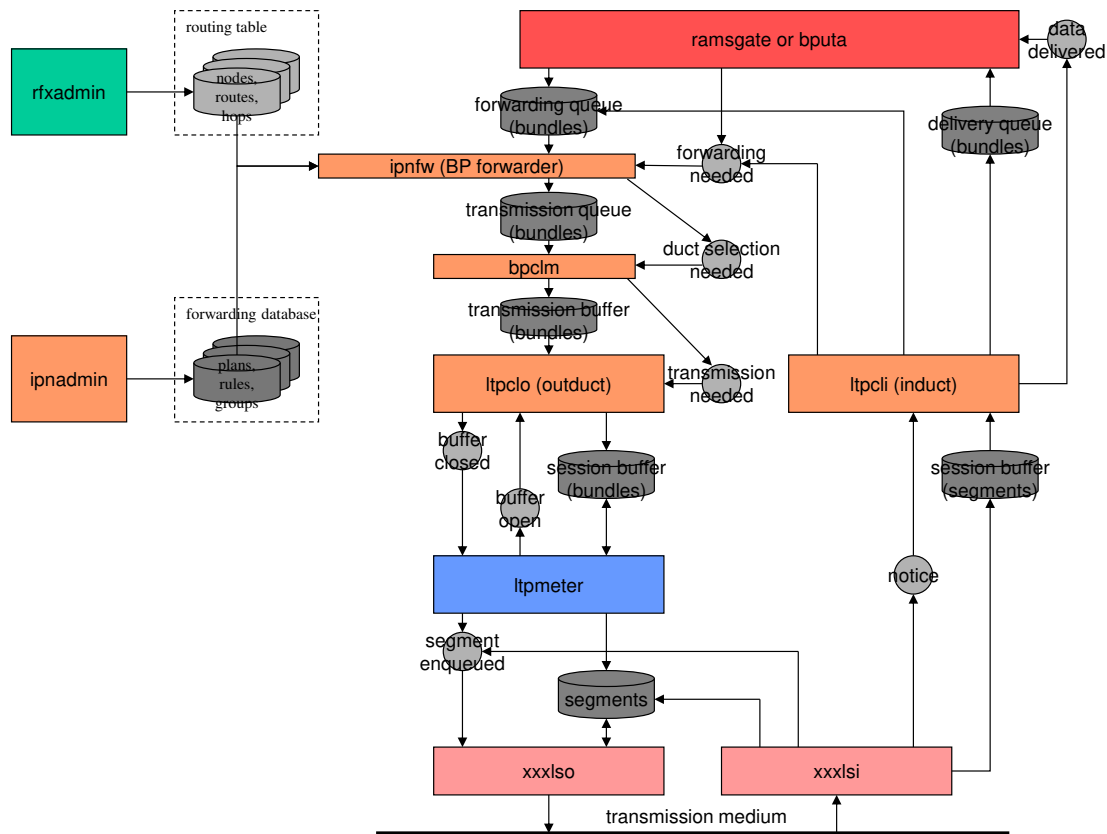 routing table
ramsgate or bputa
data
delivered
rfxadmin
nodes,
routes,
hops
forwarding queue
(bundles)
delivery queue
(bundles)
ipnfw (BP forwarder)
forwarding
needed
transmission queue
(bundles)
duct selection
needed
bpclm
forwarding database
transmission buffer
(bundles)
ipnadmin
plans,
rules,
groups
ltpclo (outduct)
transmission
needed
ltpcli (induct)
buffer
closed
session buffer
(bundles)
session buffer
(segments)
buffer
open
ltpmeter
notice
segment
enqueued
segments
xxxlso
xxxlsi
transmission medium